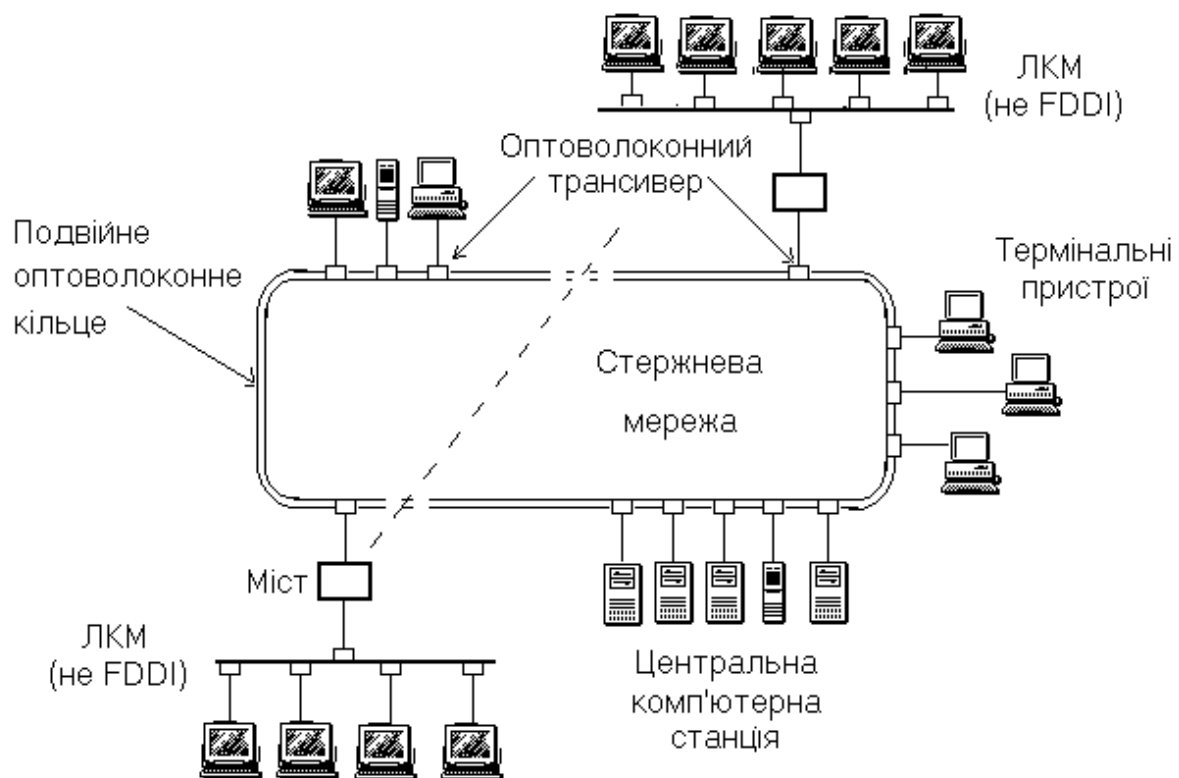 ЛКМ
(не FDDI)
Оптоволоконний
трансивер
Подвійне
оптоволоконне
кільце
Термінальні
пристрої
Стержнева
мережа
Міст
ЛКМ
(не FDDI)
Центральна
комп'ютерна
станція